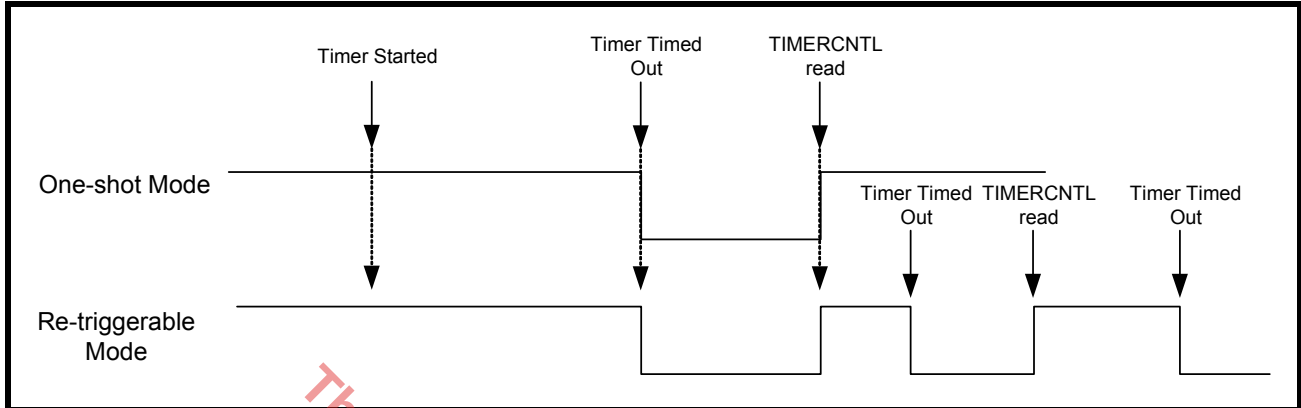 Timer Started
Timer Timed
Out
TIMERCNTL
read
One-shot Mode
Timer Timed
Out
TIMERCNTL
read
Timer Timed
Out
Re-triggerable
Mode
Th